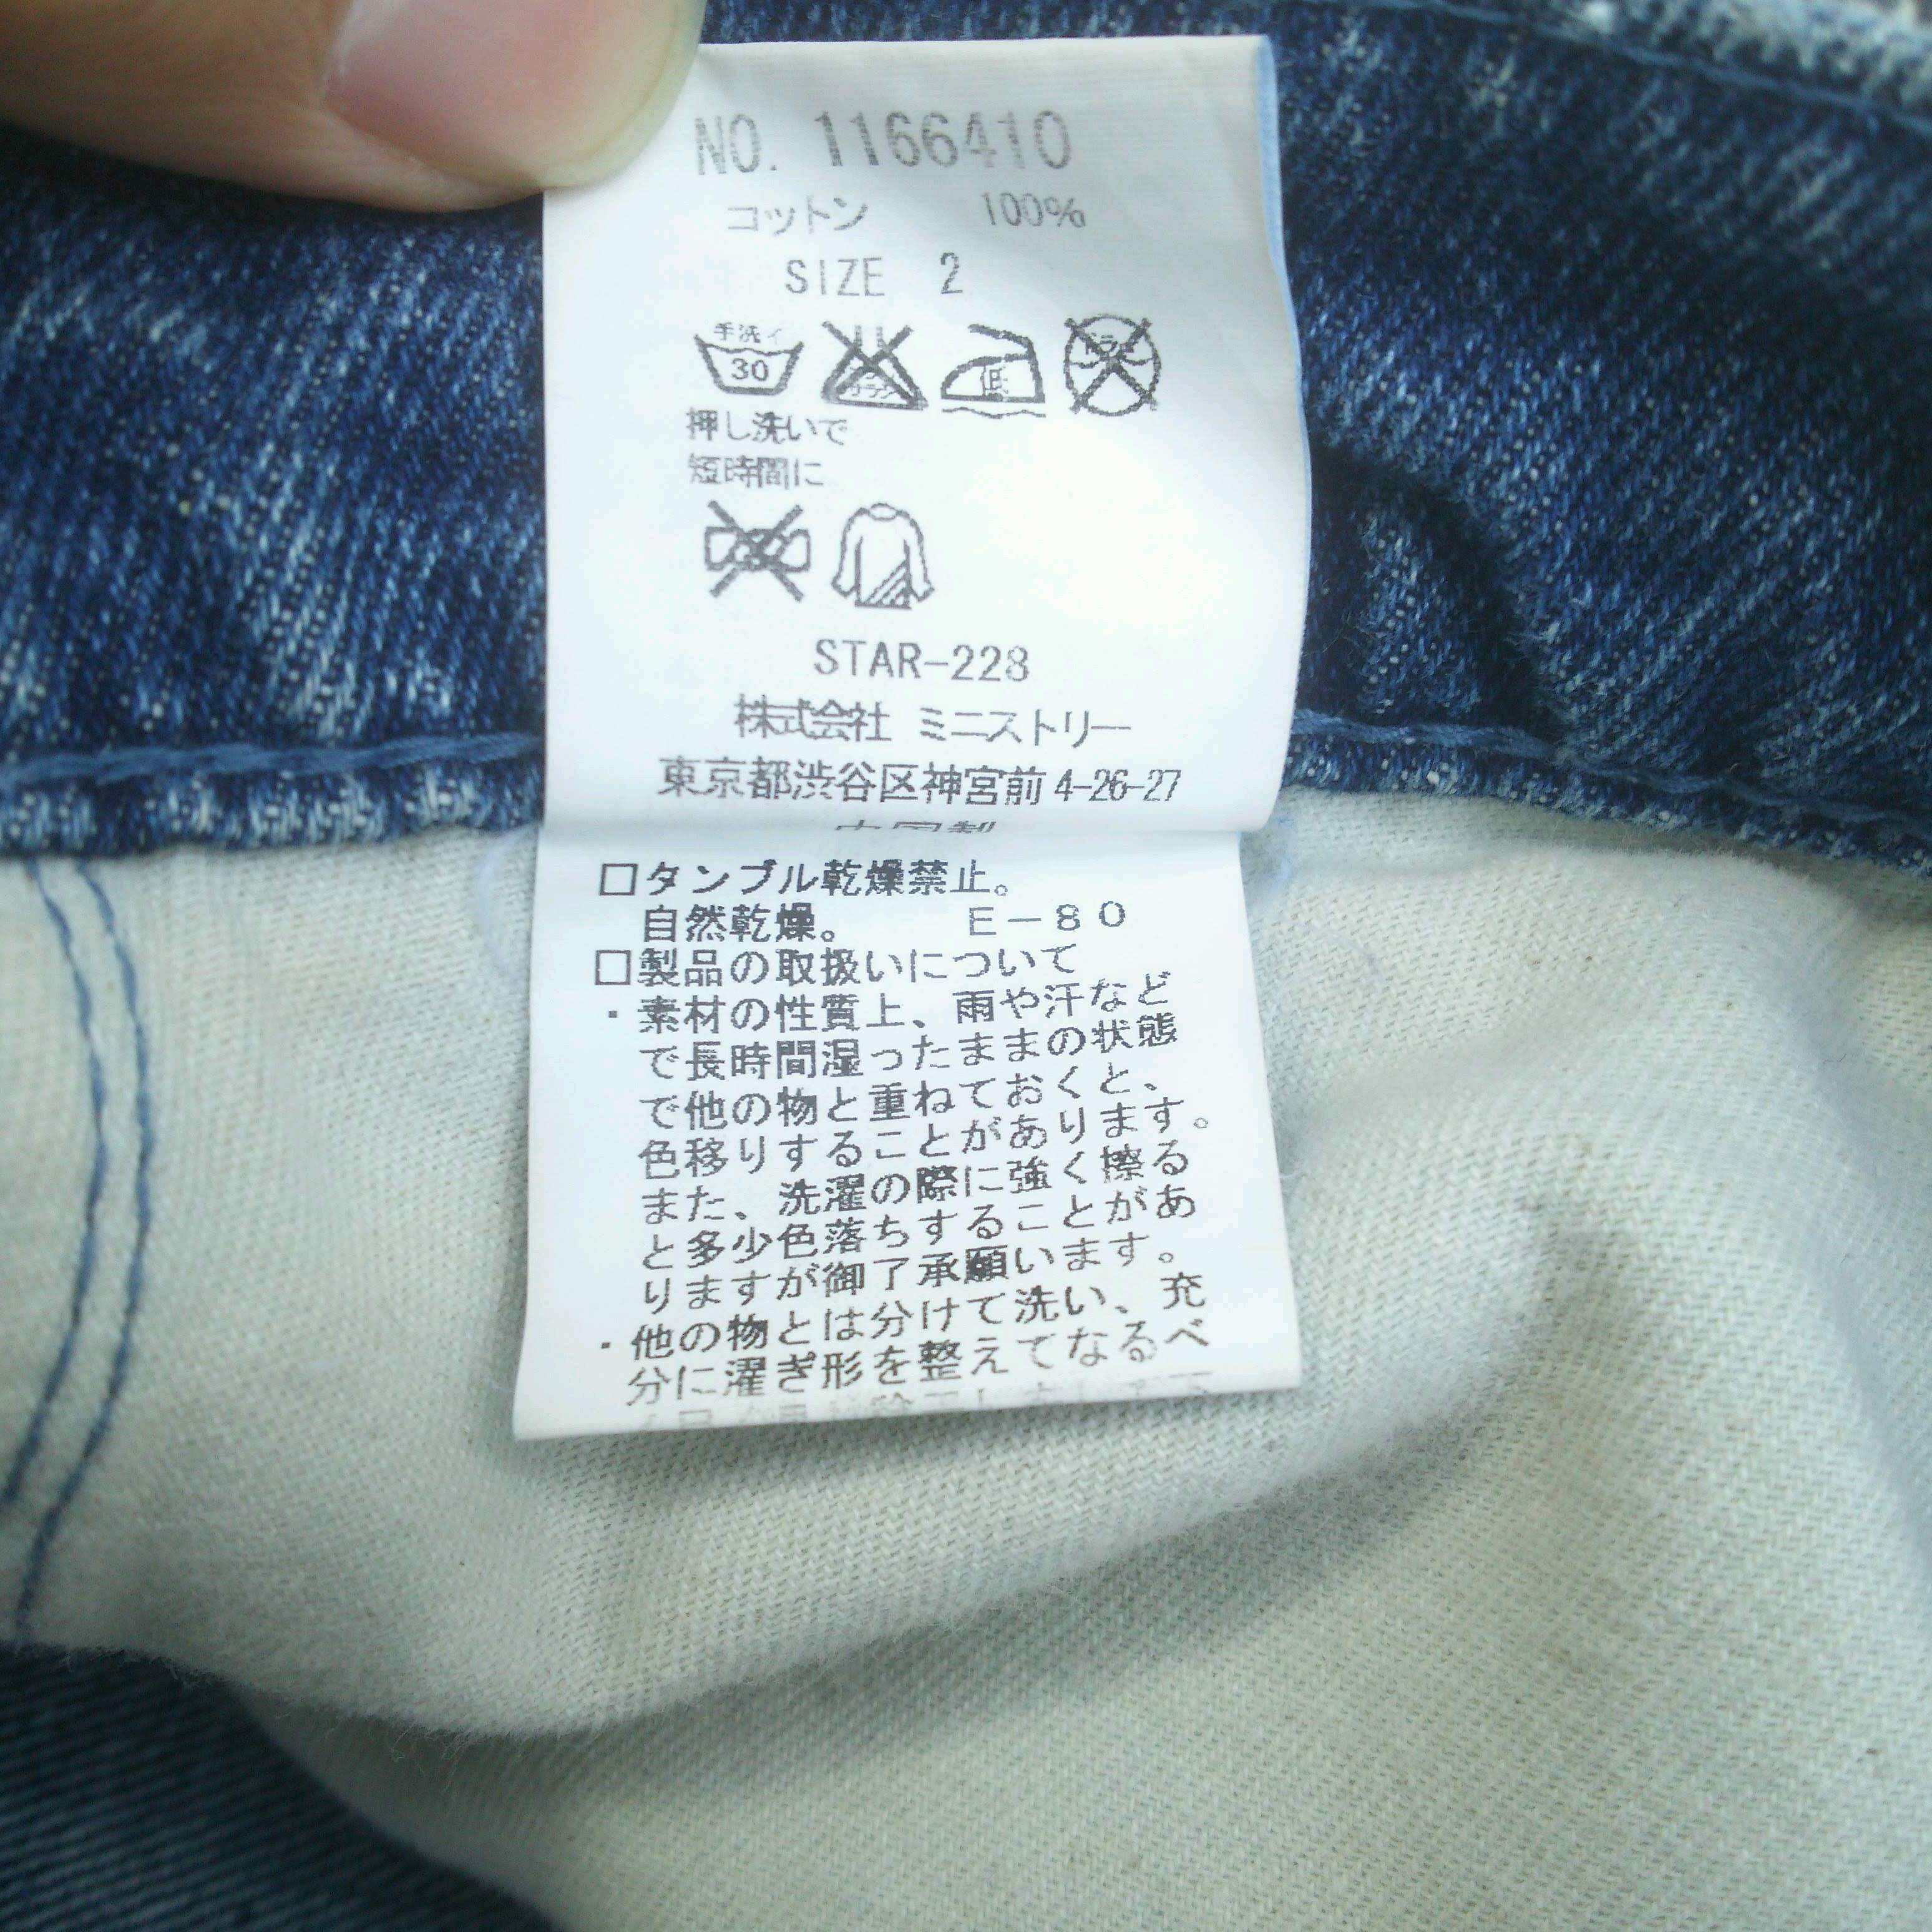 NO. 1166410
コットン 100%
SIZE 2
手洗イ
30
低
押し洗いで
短時間に
STAR-228
株式会社 ミニストリー
東京都渋谷区神宮前4-26-27
中国製
□タンブル乾燥禁止。
自然乾燥。 E-80
□製品の取扱いについて
・素材の性質上、雨や汗など
で長時間湿ったままの状態
で他の物と重ねておくと、
色移りすることがあります。
また、洗濯の際に強く擦る
と多少色落ちすることがあ
りますが御了承願います。
・他の物とは分けて洗い、充
分に濯ぎ形を整えてなるべ